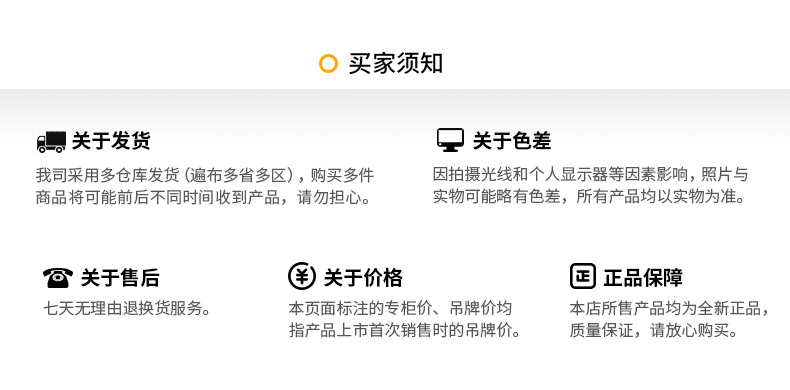 买家须知
关于发货
我司采用多仓库发货（遍布多省多区），购买多件
商品将可能前后不同时间收到产品，请勿担心。
关于色差
因拍摄光线和个人显示器等因素影响，照片与
实物可能略有色差，所有产品均以实物为准。
关于售后
七天无理由退换货服务。
关于价格
本页面标注的专柜价、吊牌价均
指产品上市首次销售时的吊牌价。
正
正品保障
本店所售产品均为全新正品，
质量保证，请放心购买。